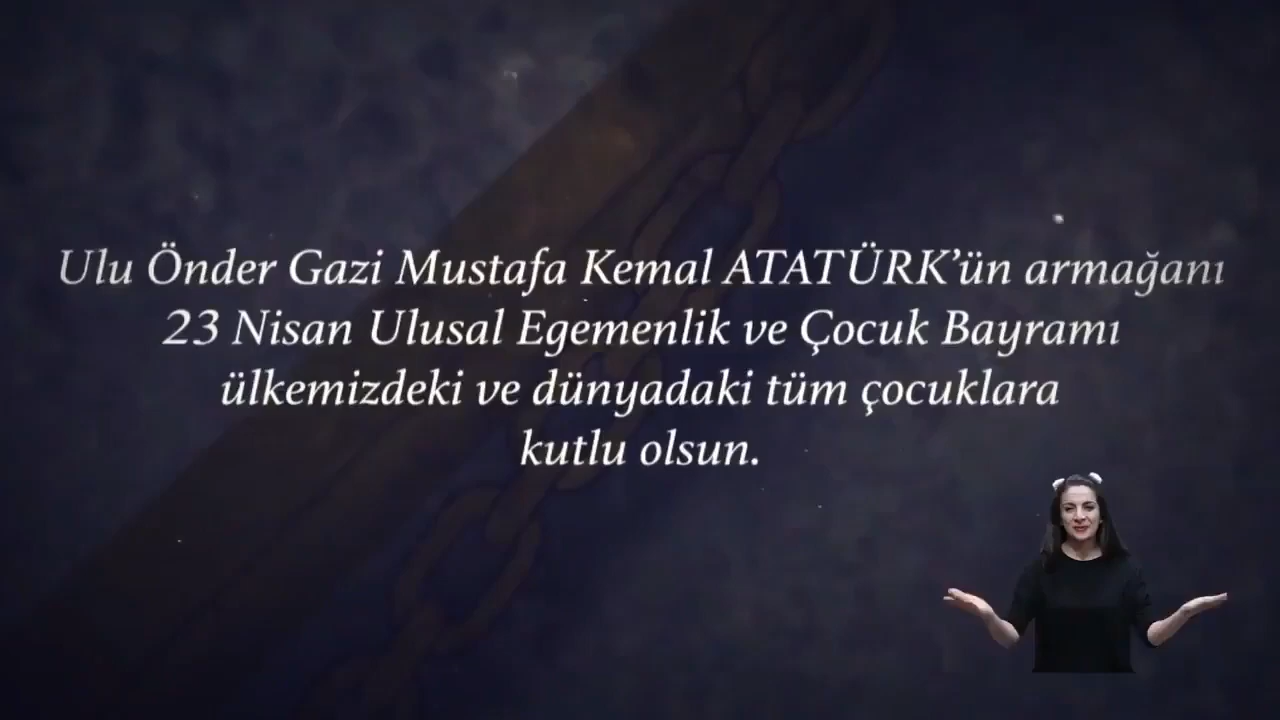 Ulu Önder Gazi Mustafa Kemal ATATÜRK’ün armağanı
23 Nisan Ulusal Egemenlik ve Çocuk Bayramı
ülkemizdeki ve dünyadaki tüm çocuklara
kutlu olsun.